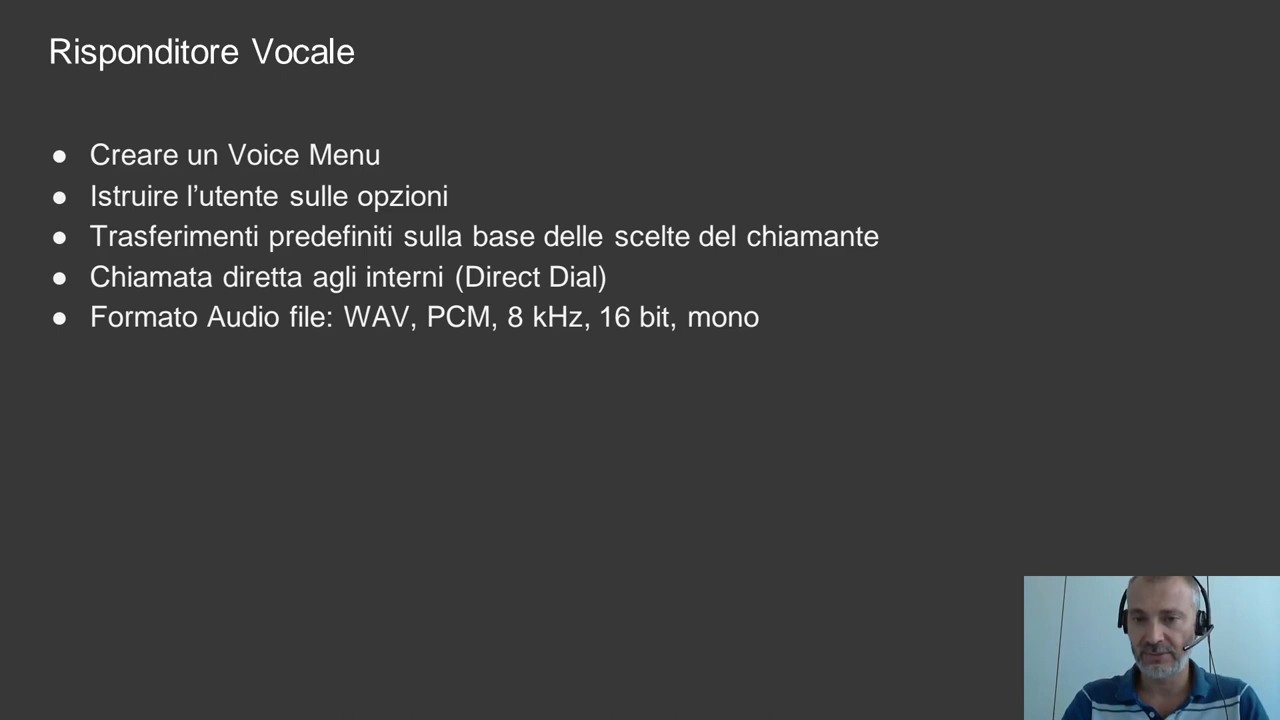 Risponditore Vocale
● Creare un Voice Menu
● Istruire l’utente sulle opzioni
● Trasferimenti predefiniti sulla base delle scelte del chiamante
● Chiamata diretta agli interni (Direct Dial)
● Formato Audio file: WAV, PCM, 8 kHz, 16 bit, mono